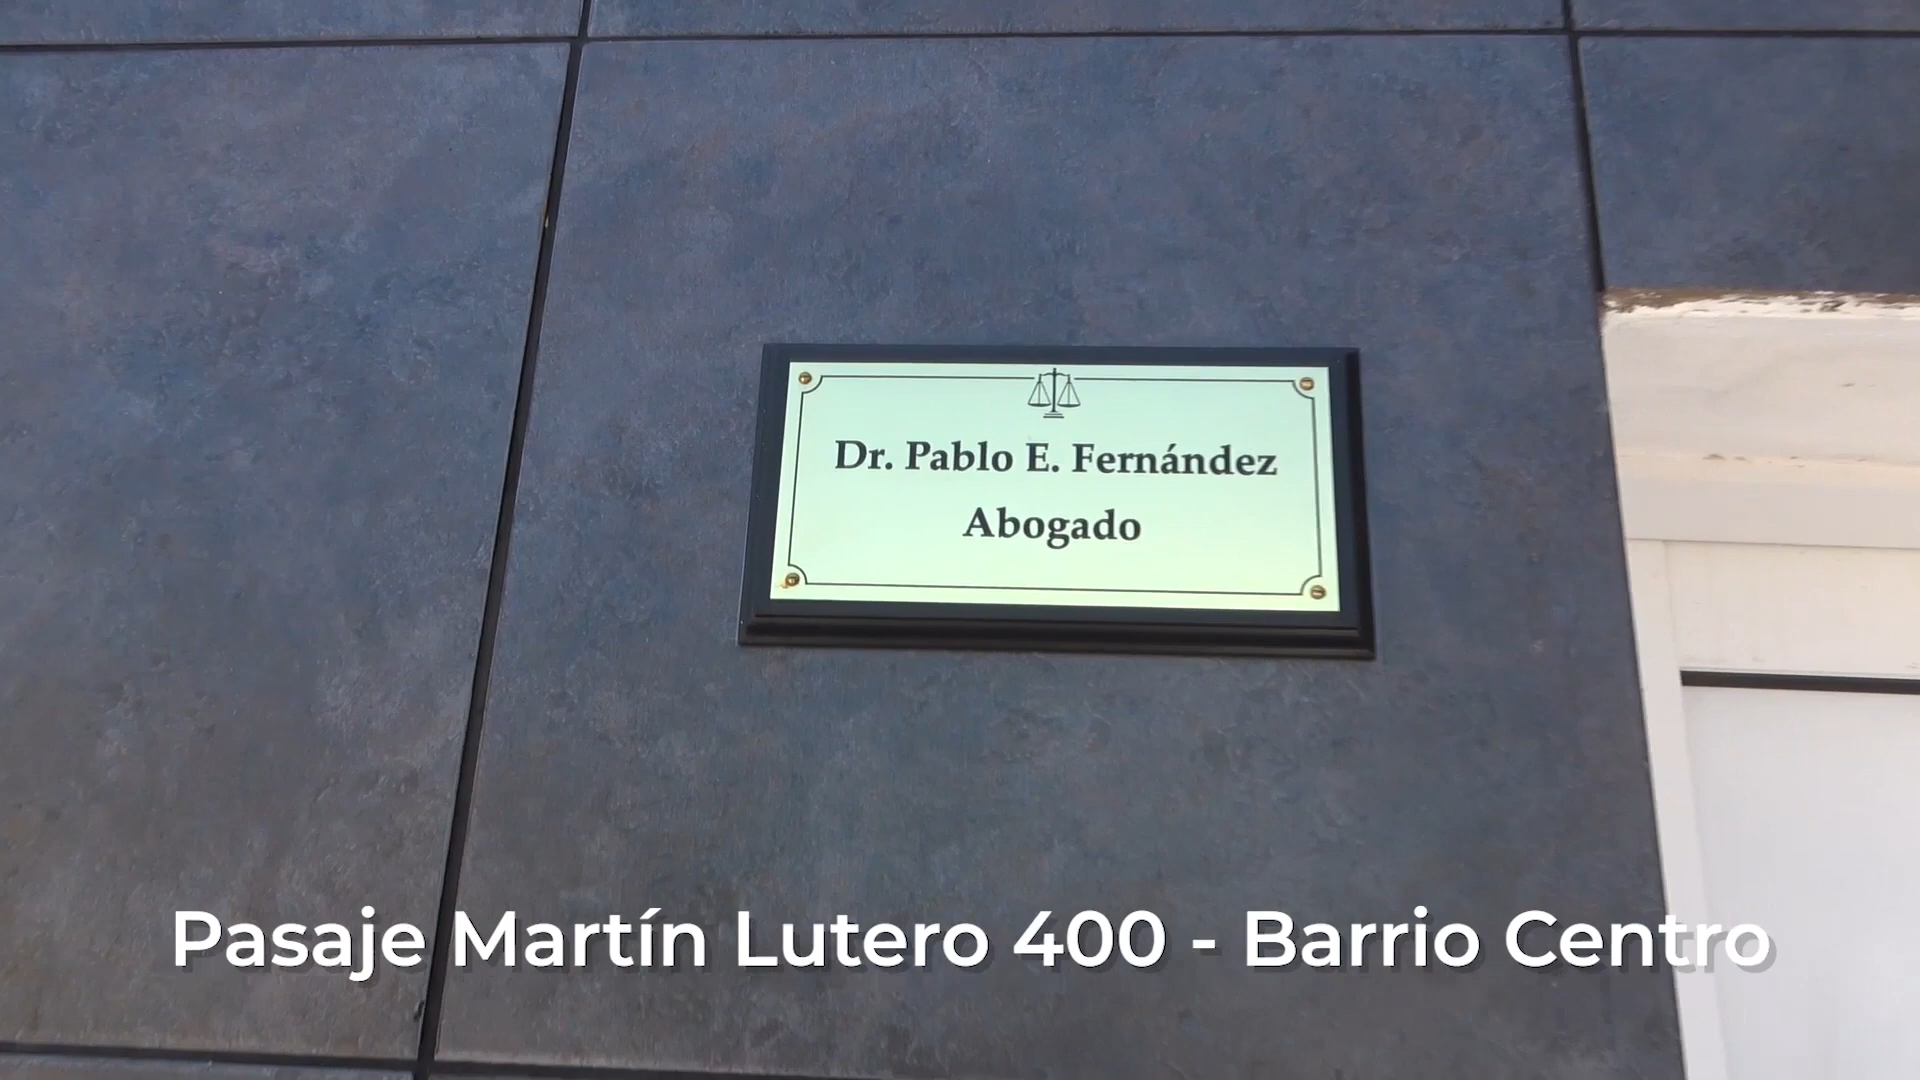 Dr. Pablo E. Fernández
Abogado
Pasaje Martín Lutero 400 - Barrio Centro